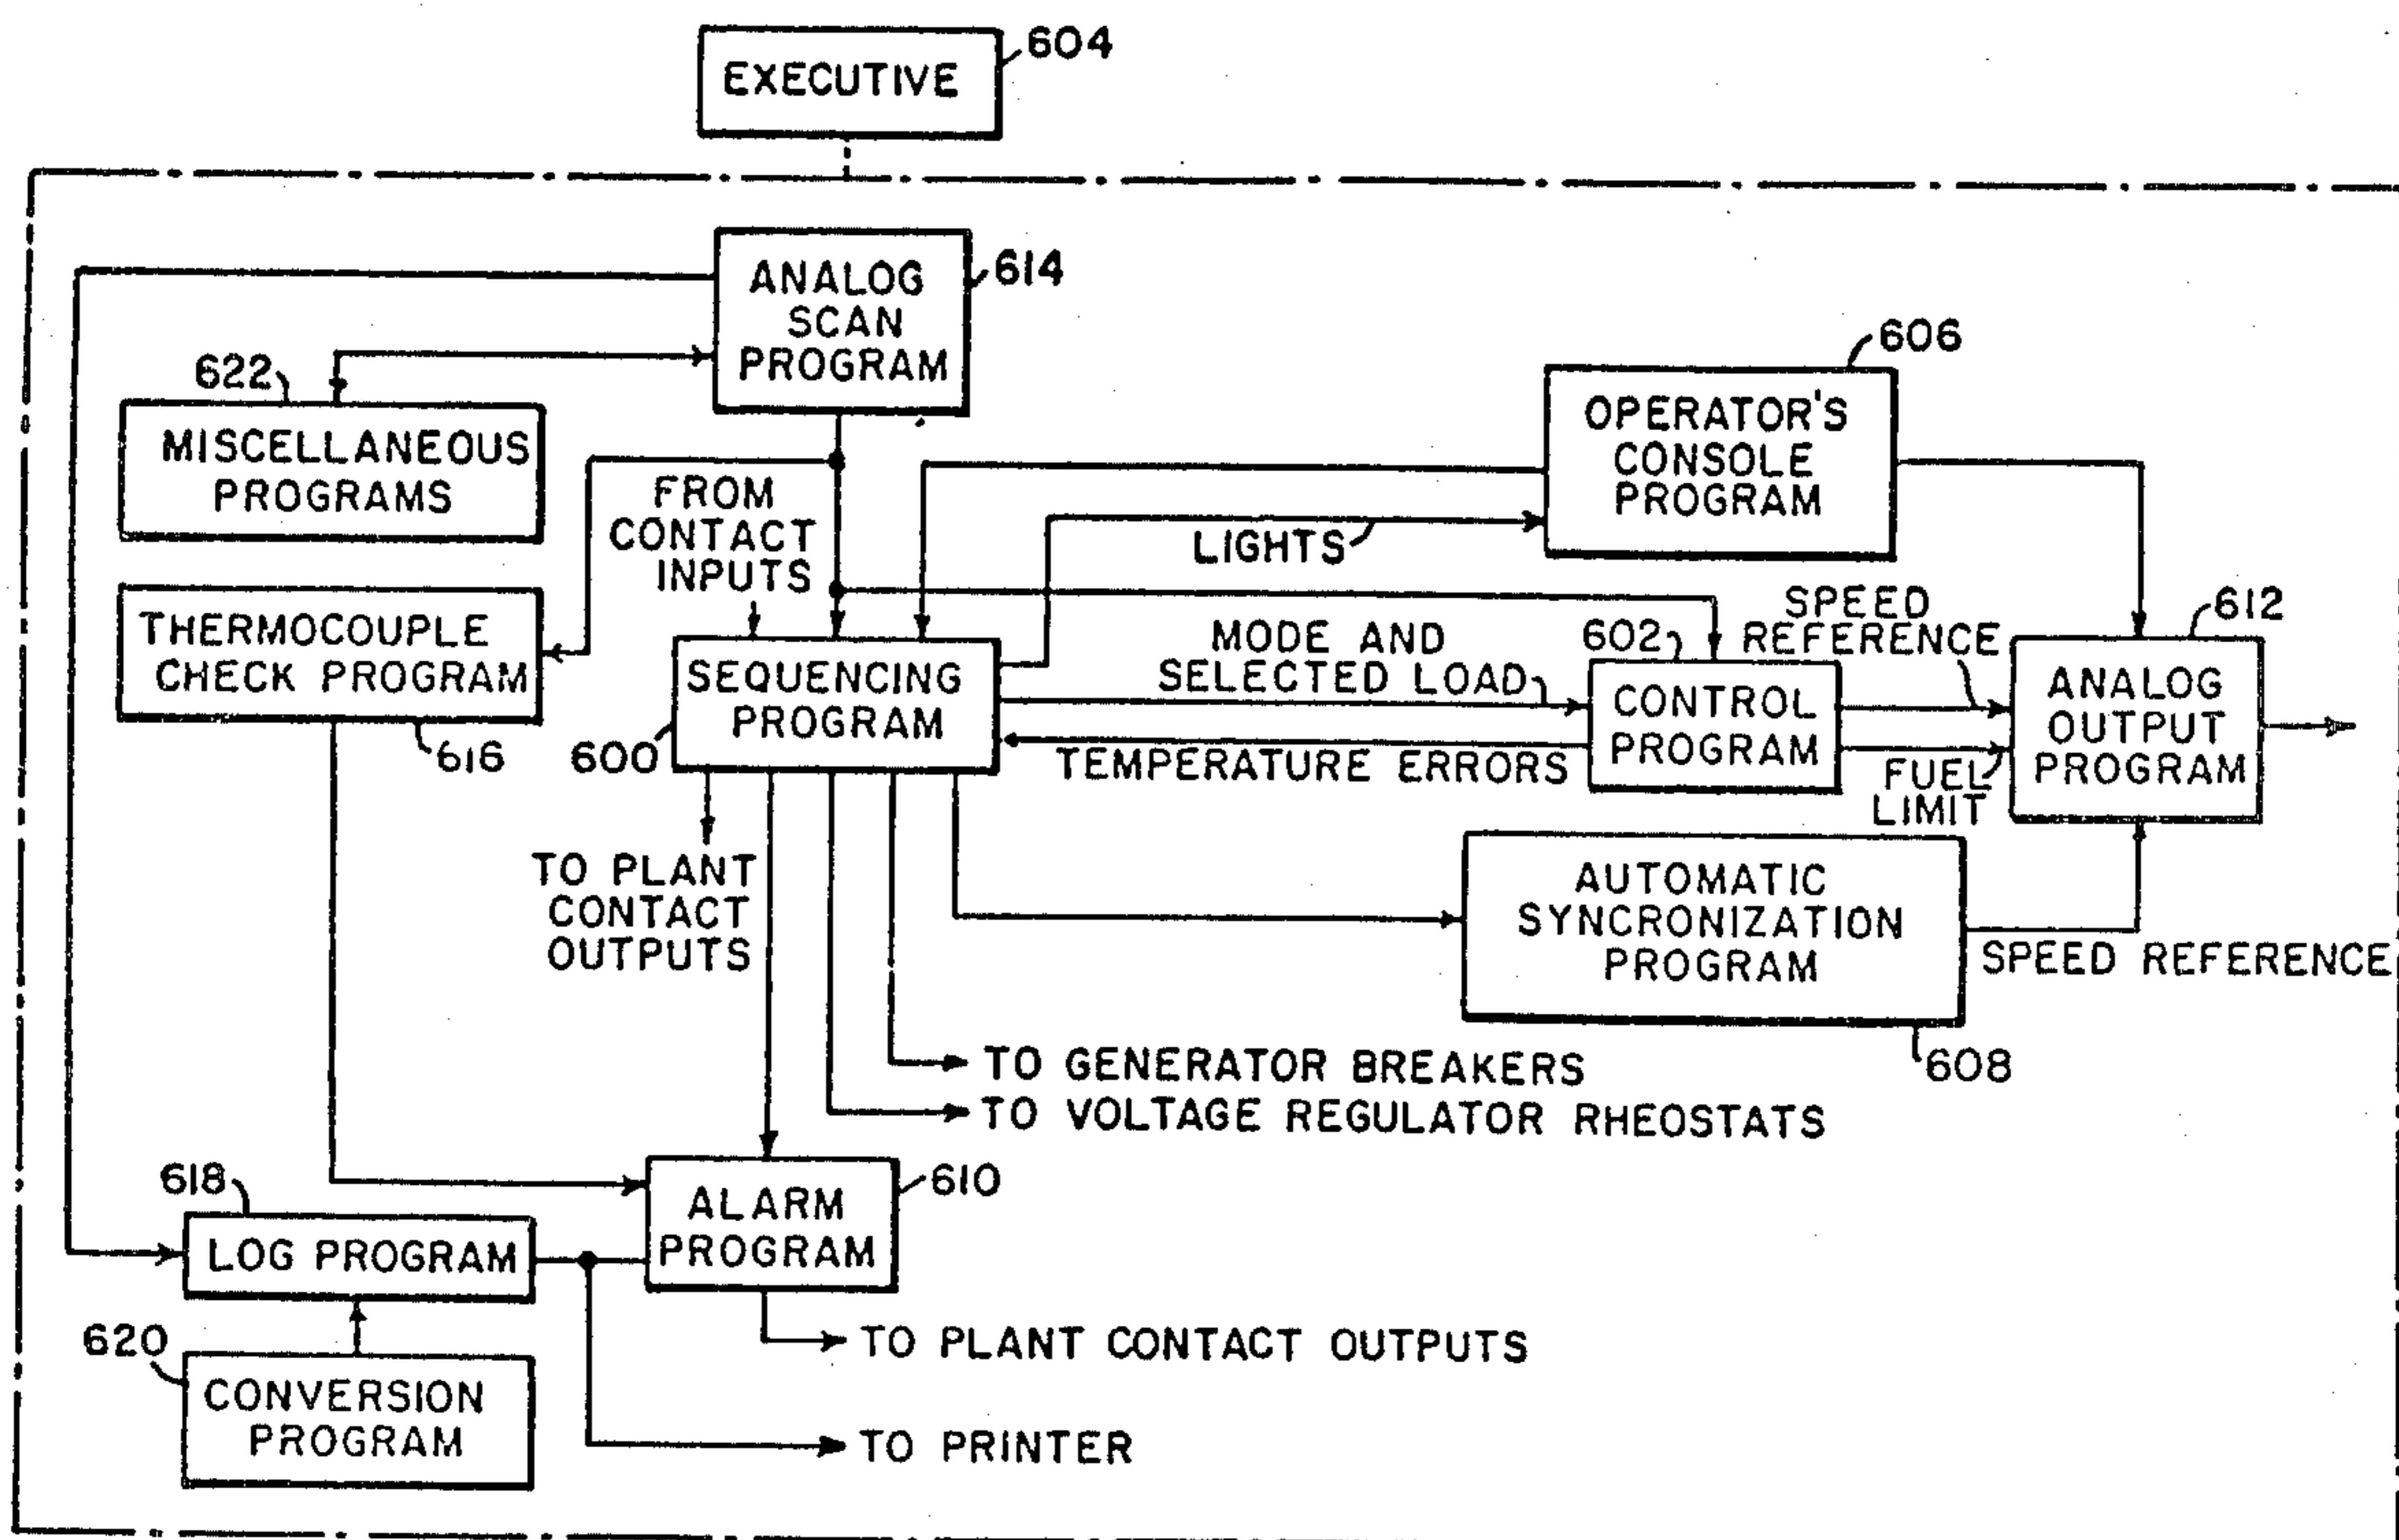 604
EXECUTIVE
614
ANALOG
SCAN
PROGRAM
622
MISCELLANEOUS
PROGRAMS
FROM
CONTACT
INPUTS
606
OPERATOR'S
CONSOLE
PROGRAM
LIGHTS
THERMOCOUPLE
CHECK PROGRAM
616
600
SEQUENCING
PROGRAM
MODE AND
SELECTED LOAD
TEMPERATURE ERRORS
602
CONTROL
PROGRAM
SPEED
REFERENCE
FUEL
LIMIT
612
ANALOG
OUTPUT
PROGRAM
TO PLANT
CONTACT
OUTPUTS
AUTOMATIC
SYNCRONIZATION
PROGRAM
SPEED REFERENCE
608
TO GENERATOR BREAKERS
TO VOLTAGE REGULATOR RHEOSTATS
618
LOG PROGRAM
610
ALARM
PROGRAM
620
CONVERSION
PROGRAM
TO PLANT CONTACT OUTPUTS
TO PRINTER